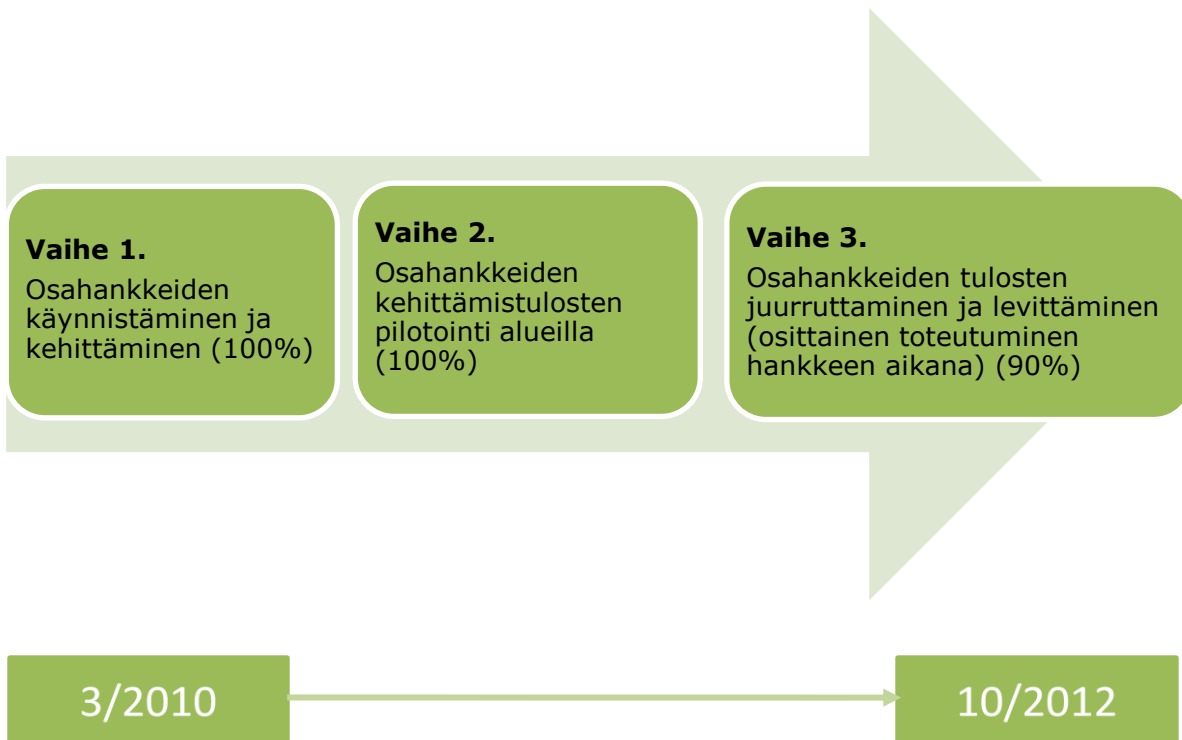 Vaihe 1.
Osahankkeiden
käynnistäminen ja
kehittäminen (100%)
Vaihe 2.
Osahankkeiden
kehittämistulosten
pilotointi alueilla
(100%)
Vaihe 3.
Osahankkeiden tulosten
juurruttaminen ja levittäminen
(osittainen toteutuminen
hankkeen aikana) (90%)
3/2010
10/2012